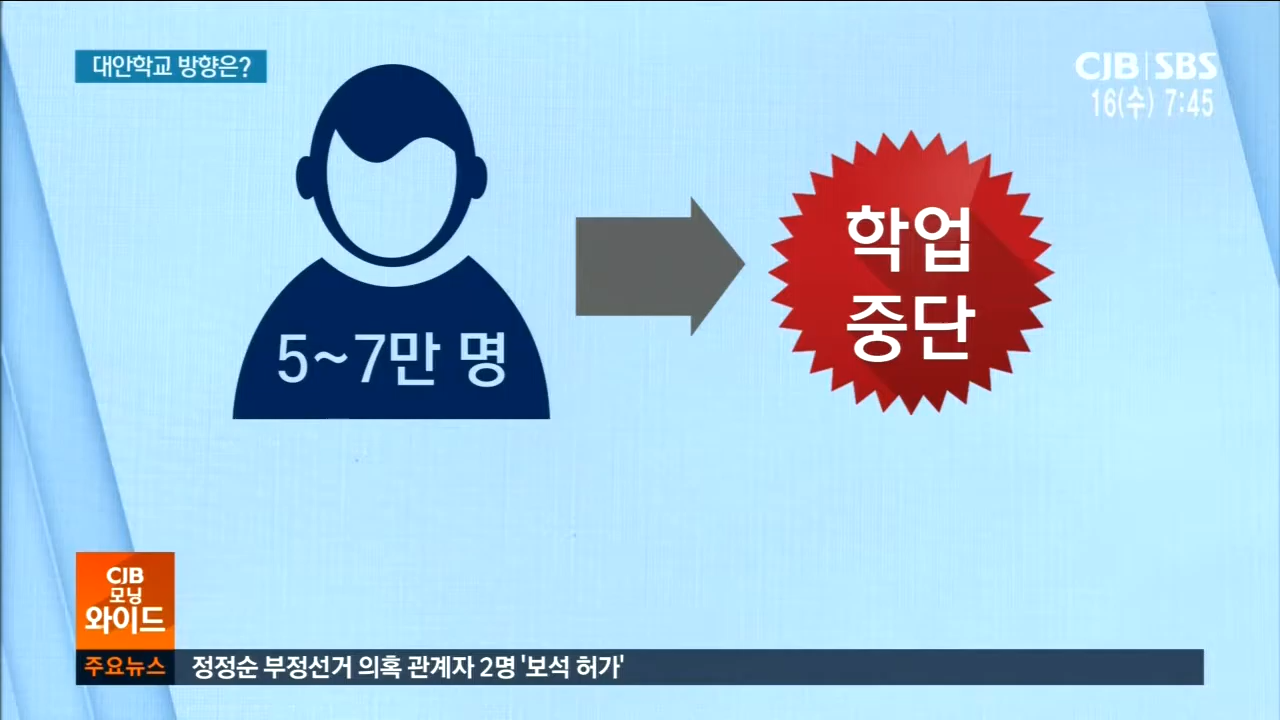 대안학교 방향은?
CJB SBS
16(수) 7:45
5~7만 명
학업
중단
CJB
모닝
와이드
주요뉴스 정정순 부정선거 의혹 관계자 2명 '보석 허가'